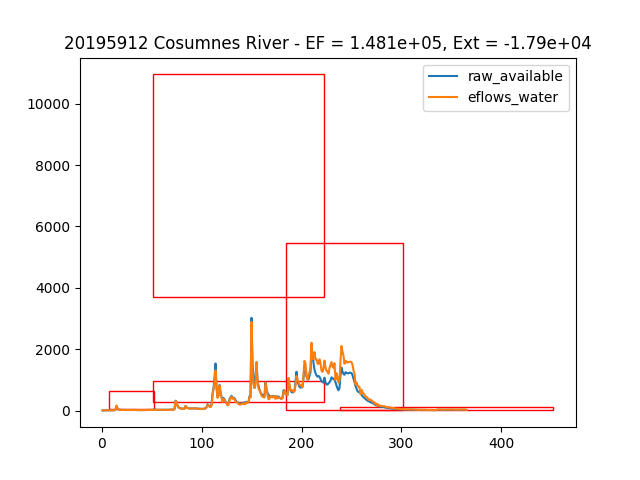 20195912 Cosumnes River - EF = 1.481e+05, Ext = -1.79e+04
raw_available
eflows_water
10000
8000
6000
4000
2000
0
0 100 200 300 400